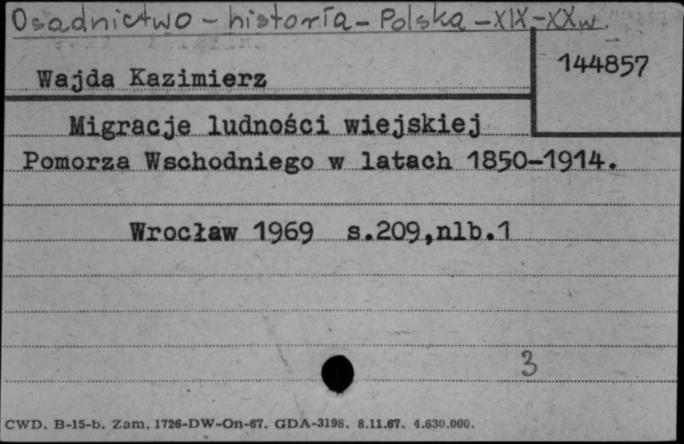 Osadnictwo - historia - Polska - XIX-XXw.
Wajda Kazimierz
144857
Migracje ludności wiejskiej
Pomorza Wschodniego w latach 1850-1914.
Wrocław 1969 s.209,nlb.1
3
CWD. B-15-b. Zam. 1726-DW-On-67. GDA-3198. 8.11.67. 4.630.000.